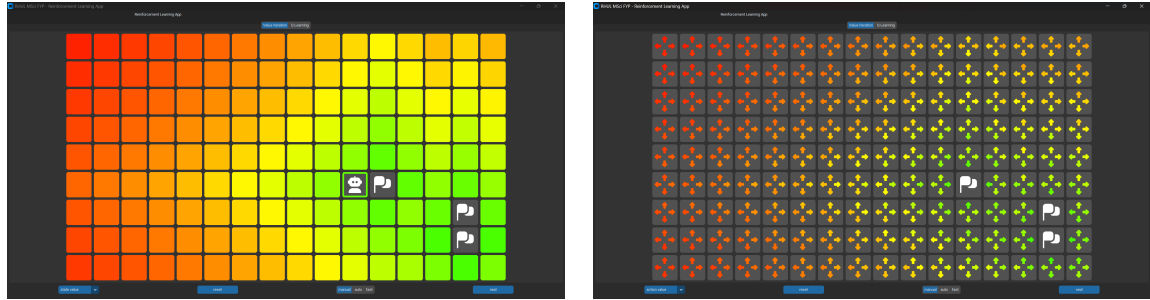 RHUL MSci FYP - Reinforcement Learning App
Reinforcement Learning App
Value Iteration Q Learning
state value
reset
manual auto fast
next
RHUL MSci FYP - Reinforcement Learning App
Reinforcement Learning App
Value Iteration Q Learning
action value
reset
manual auto fast
next